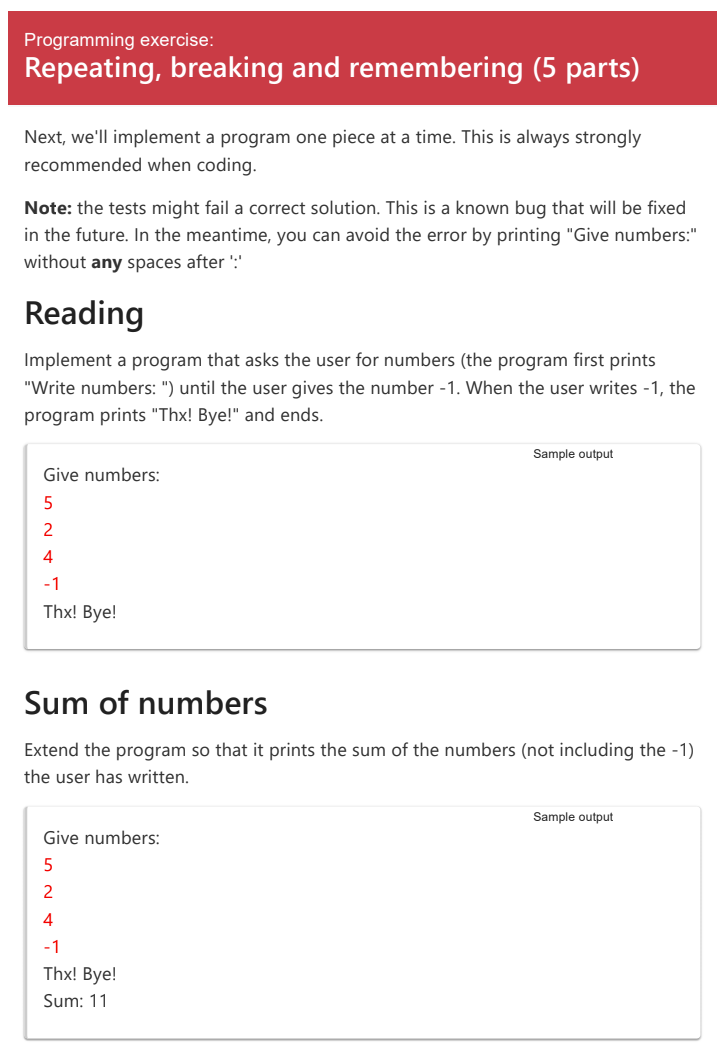 Programming exercise:
Repeating, breaking and remembering (5 parts)
Next, we'll implement a program one piece at a time. This is always strongly
recommended when coding.
Note: the tests might fail a correct solution. This is a known bug that will be fixed
in the future. In the meantime, you can avoid the error by printing "Give numbers:"
without any spaces after ':'
Reading
Implement a program that asks the user for numbers (the program first prints
"Write numbers: ") until the user gives the number -1. When the user writes -1, the
program prints "Thx! Bye!" and ends.
Sample output
Give numbers:
5
2
4
-1
Thx! Bye!
Sum of numbers
Extend the program so that it prints the sum of the numbers (not including the -1)
the user has written.
Sample output
Give numbers:
5
2
4
-1
Thx! Bye!
Sum: 11